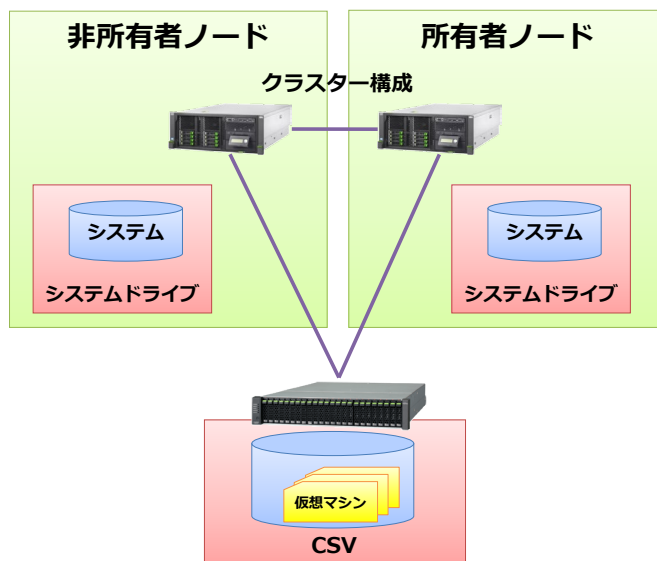 非所有者ノード
所有者ノード
クラスター構成
システム
システムドライブ
システム
システムドライブ
仮想マシン
CSV